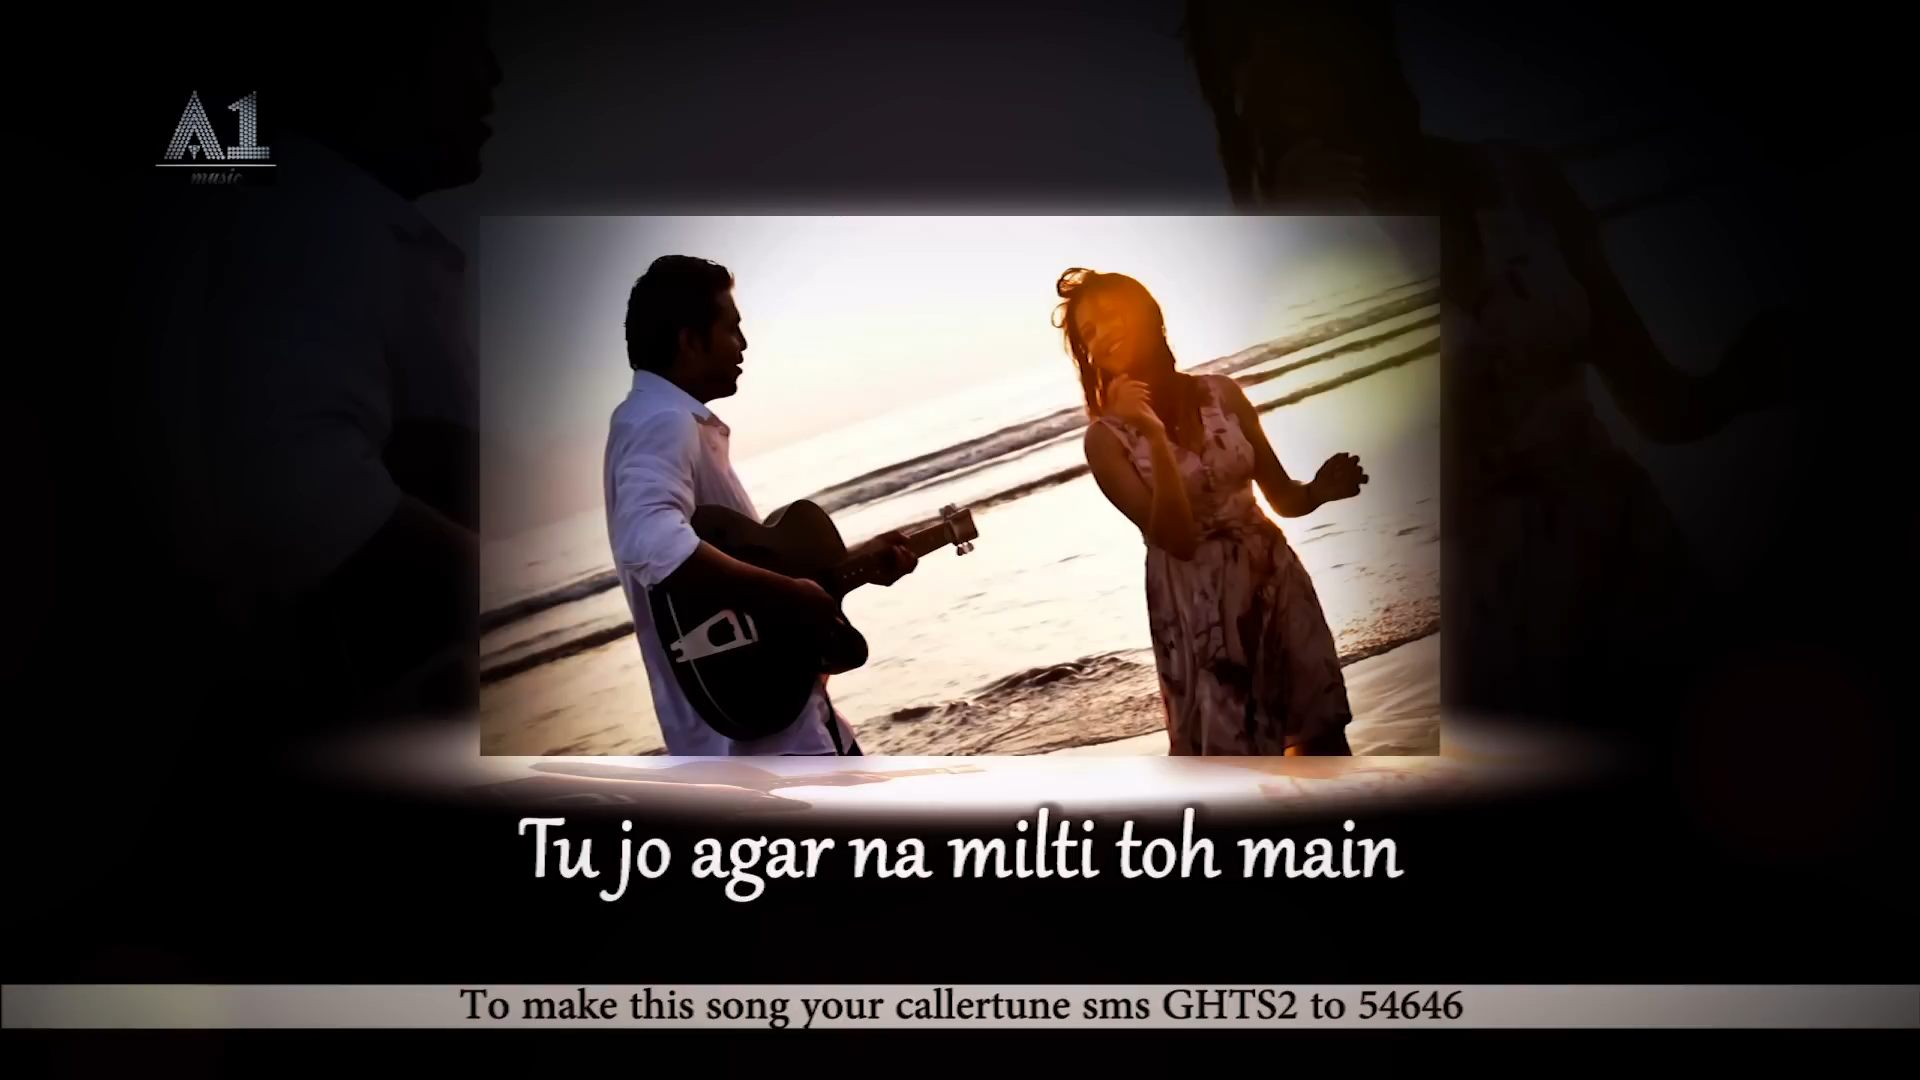 A1
music
Tu jo agar na milti toh main
To make this song your callertune sms GHTS2 to 54646